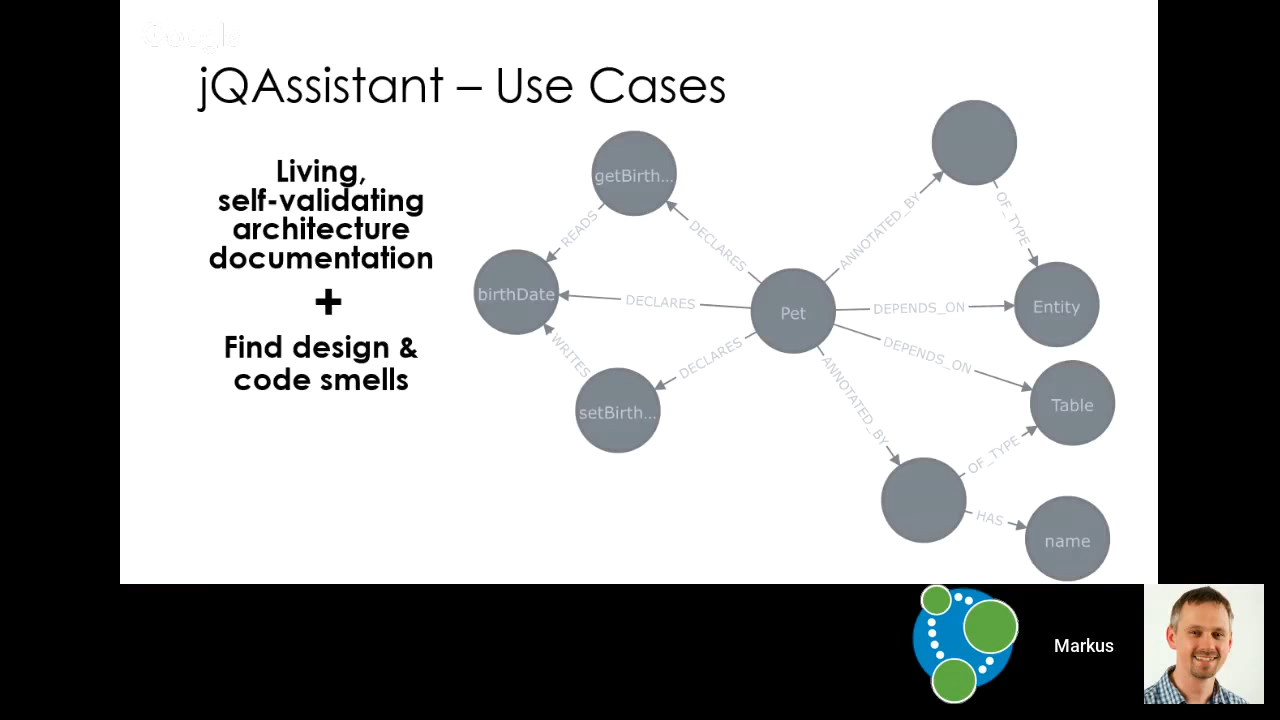 Google
jQAssistant – Use Cases
Living,
self-validating
architecture
documentation
+
Find design &
code smells
getBirth...
READS
DECLARES
birthDate
DECLARES
WRITES
DECLARES
setBirth...
Pet
ANNOTATED_BY
OF_TYPE
DEPENDS_ON
Entity
DEPENDS_ON
Table
ANNOTATED_BY
OF_TYPE
HAS
name
Markus